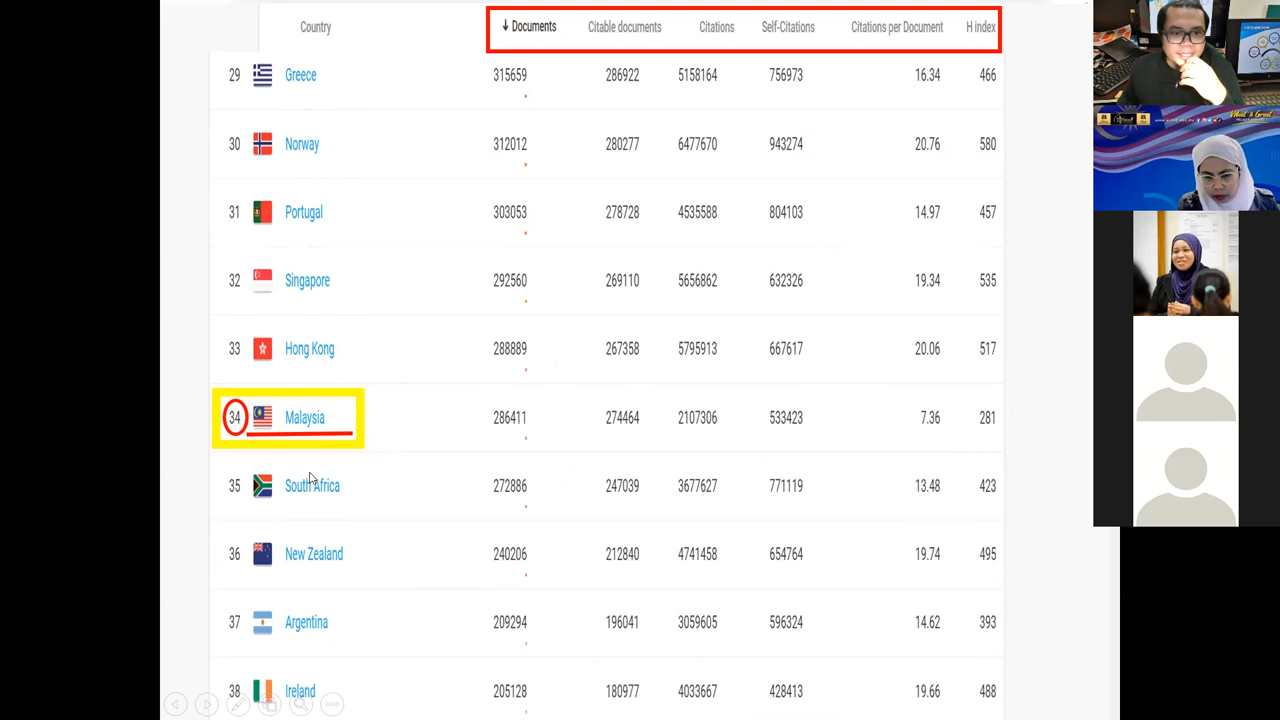 Country ↓ Documents Citable documents Citations Self-Citations Citations per Document H index
29 Greece 315659 286922 5158164 756973 16.34 466
30 Norway 312012 280277 6477670 943274 20.76 580
31 Portugal 303053 278728 4535588 804103 14.97 457
32 Singapore 292560 269110 5656862 632326 19.34 535
33 Hong Kong 288889 267358 5795913 667617 20.06 517
34 Malaysia 286411 274464 2107306 533423 7.36 281
35 South Africa 272886 247039 3677627 771119 13.48 423
36 New Zealand 240206 212840 4741458 654764 19.74 495
37 Argentina 209294 196041 3059605 596324 14.62 393
38 Ireland 205128 180977 4033667 428413 19.66 488